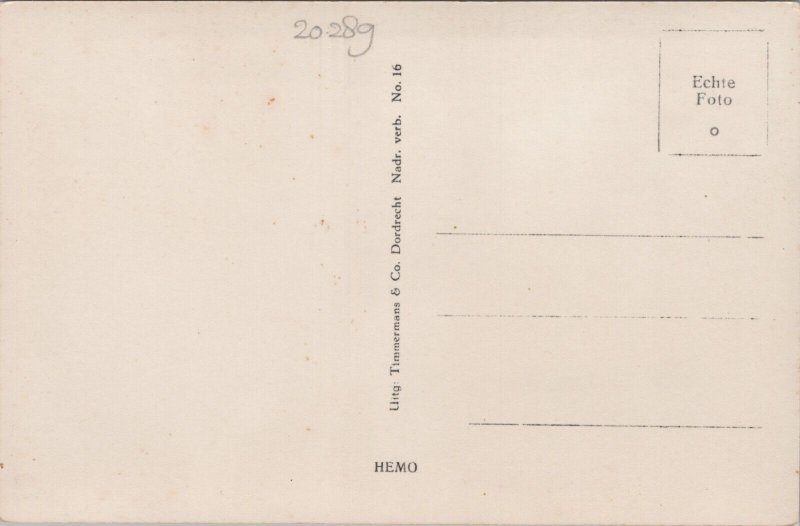 20.289
Uitg: Timmermans & Co. Dordrecht Nadr. verb. No. 16
Echte
Foto
HEMO